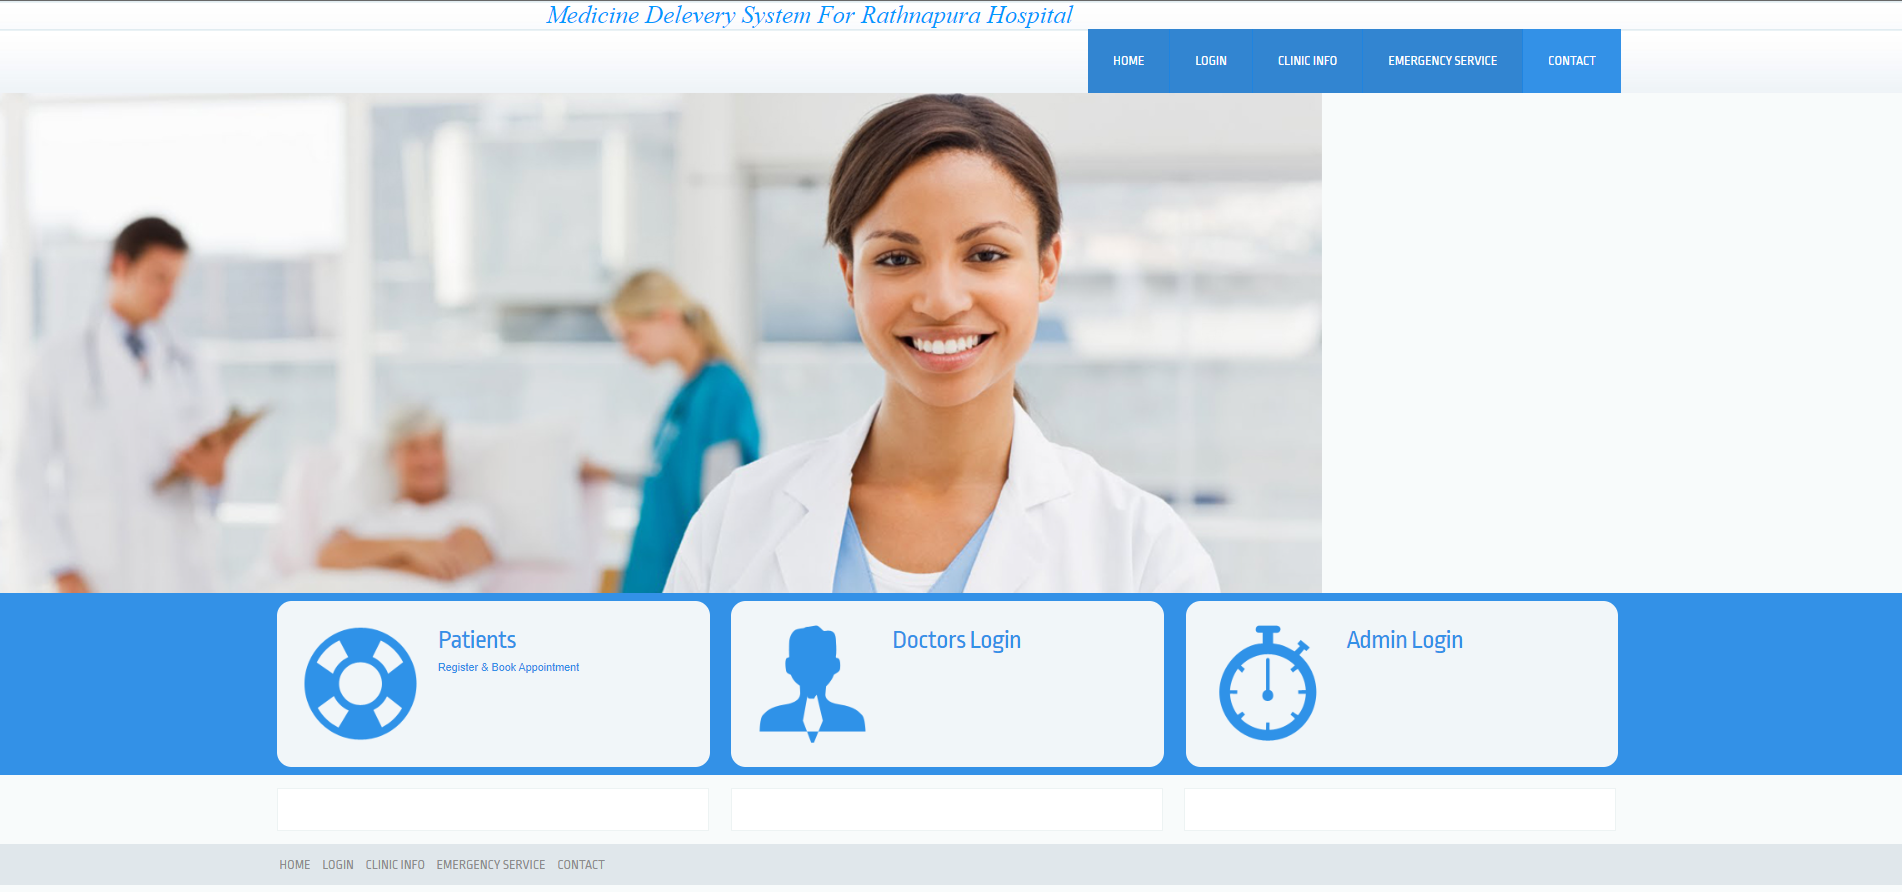 Medicine Delevery System For Rathnapura Hospital
HOME LOGIN CLINIC INFO EMERGENCY SERVICE CONTACT
Patients
Register & Book Appointment
Doctors Login
Admin Login
HOME LOGIN CLINIC INFO EMERGENCY SERVICE CONTACT